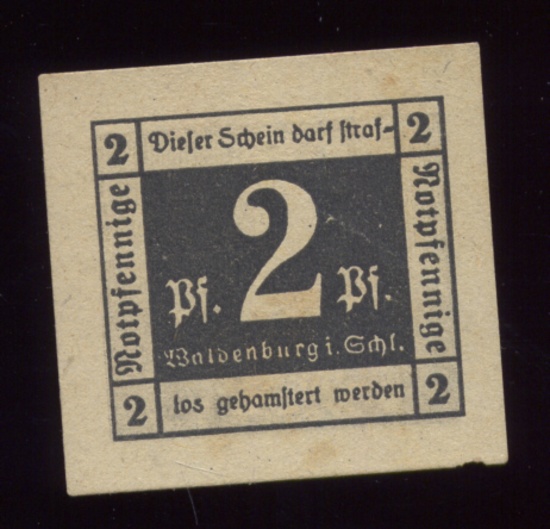 2
Dieser Schein darf straf-
2
Notpfennige
2
Pf.
Pf.
Waldenburg i. Schl.
Notpfennige
2
los gehamstert werden
2